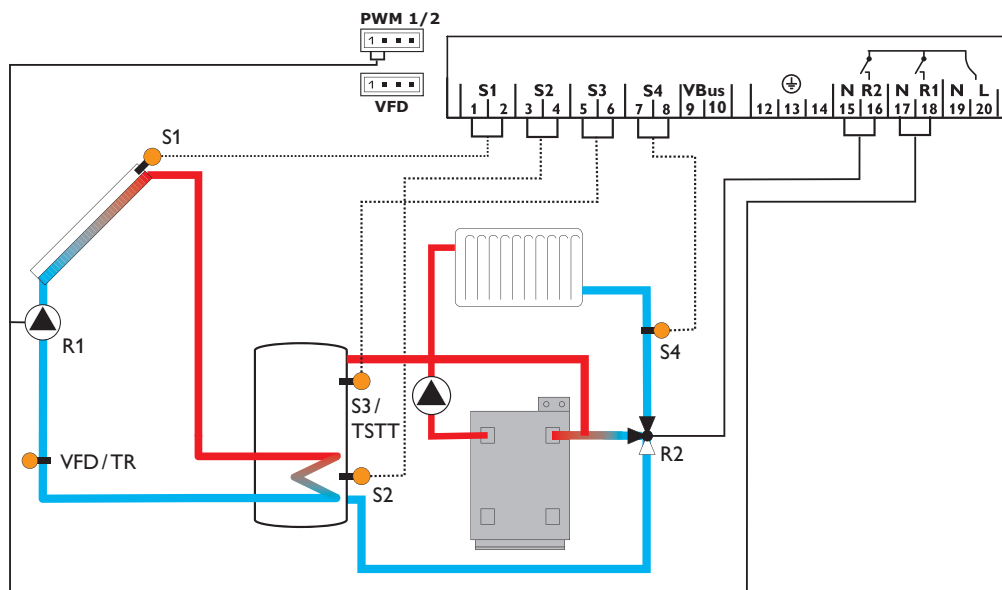 PWM 1/2
1
1
VFD
S1 S2 S3 S4 VBus N R2 N R1 N L
1 2 3 4 5 6 7 8 9 10 12 13 14 15 16 17 18 19 20
S1
R1
S4
S3 /
TSTT
R2
VFD / TR
S2